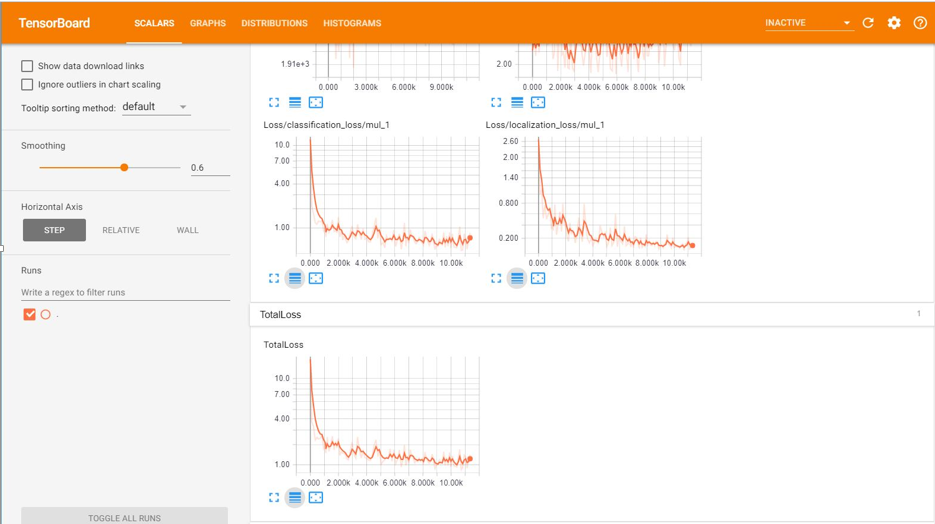 TensorBoard SCALARS GRAPHS DISTRIBUTIONS HISTOGRAMS INACTIVE
Show data download links
Ignore outliers in chart scaling
Tooltip sorting method: default
Smoothing
0.6
Horizontal Axis
STEP RELATIVE WALL
Runs
Write a regex to filter runs
.
TOGGLE ALL RUNS
1.91e+3
0.000 3.000k 6.000k 9.000k
2.00
0.000 2.000k 4.000k 6.000k 8.000k 10.00k
Loss/classification_loss/mul_1
10.0
7.00
4.00
1.00
0.000 2.000k 4.000k 6.000k 8.000k 10.00k
Loss/localization_loss/mul_1
2.60
2.00
1.40
0.800
0.200
0.000 2.000k 4.000k 6.000k 8.000k 10.00k
TotalLoss 1
TotalLoss
10.0
7.00
4.00
1.00
0.000 2.000k 4.000k 6.000k 8.000k 10.00k